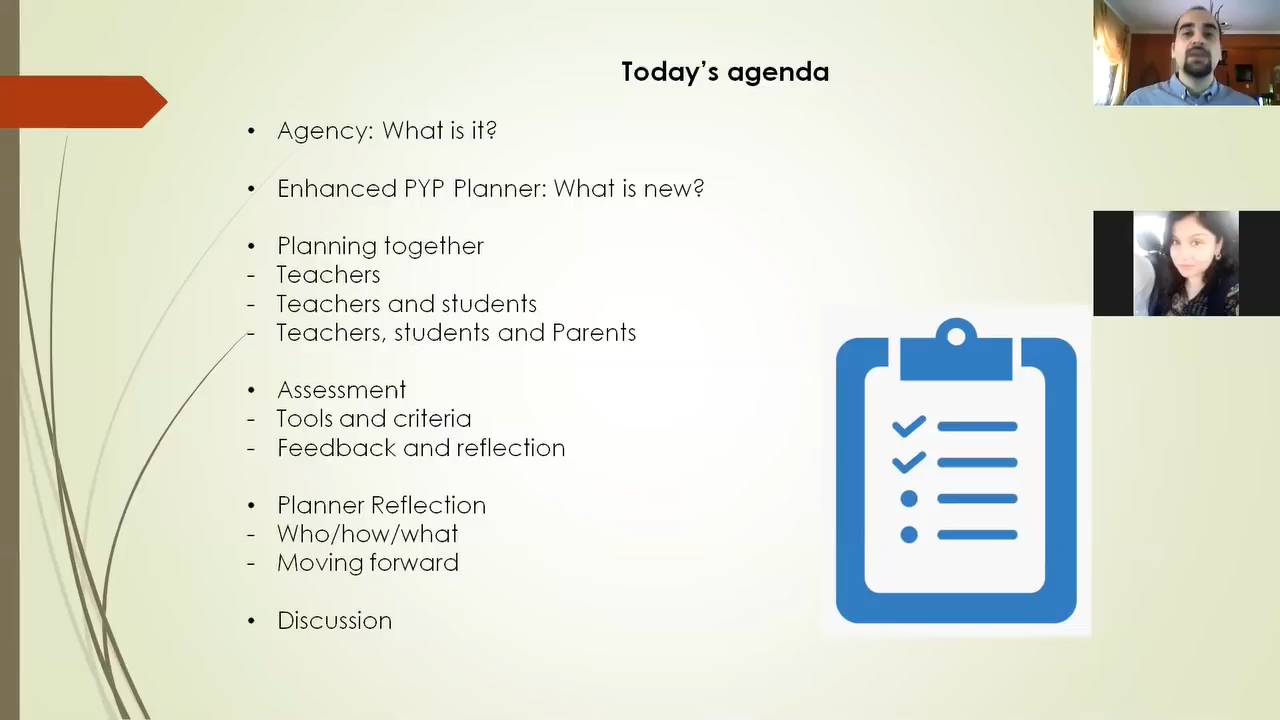 Today's agenda
• Agency: What is it?
• Enhanced PYP Planner: What is new?
• Planning together
- Teachers
- Teachers and students
- Teachers, students and Parents
• Assessment
- Tools and criteria
- Feedback and reflection
• Planner Reflection
- Who/how/what
- Moving forward
• Discussion